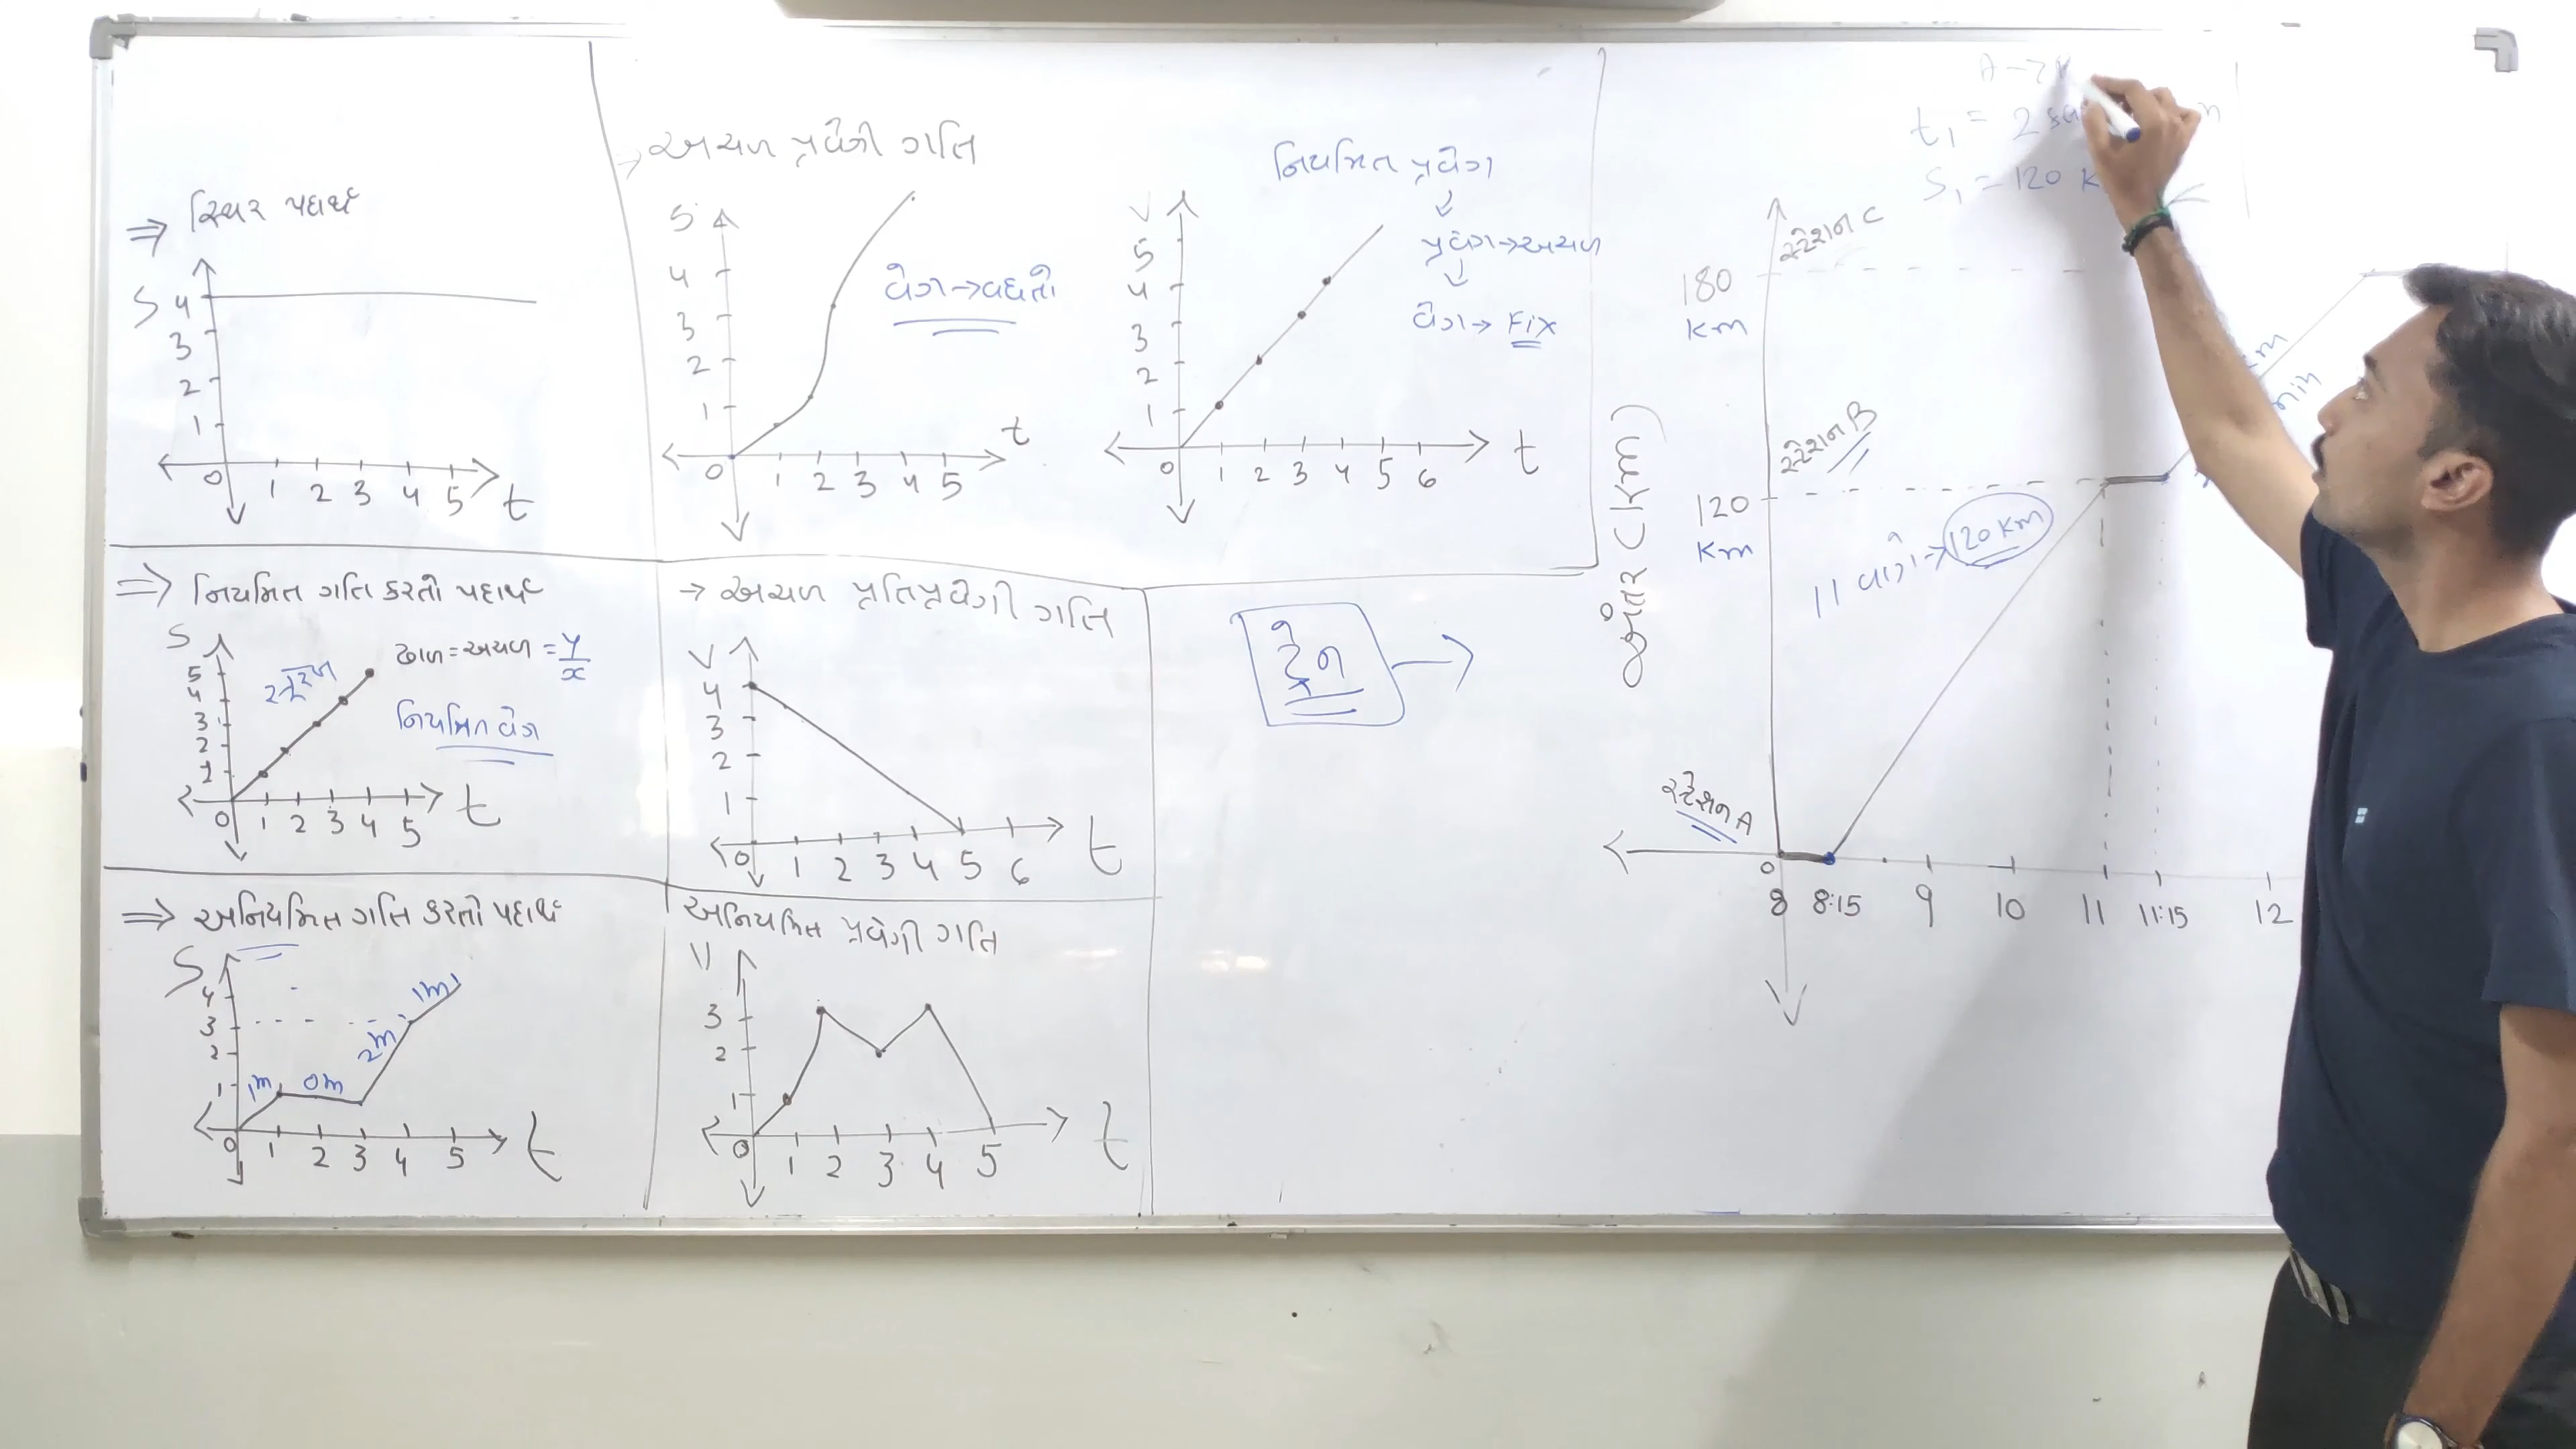 ⇒ સ્થિર પદાર્થ
S
4
3
2
1
0
1 2 3 4 5 t
→ અચળ પ્રવેગી ગતિ
S
4
3
2
1
0
1 2 3 4 5
t
વેગ→વધતો
નિયમિત પ્રવેગ
પ્રવેગ→અચળ
વેગ→ Fix
V
5
4
3
2
1
0
1 2 3 4 5 6 t
⇒ નિયમિત ગતિ કરતો પદાર્થ
S
5
4
3
2
1
0
1 2 3 4 5 t
ઢાળ = અચળ = y/x
નિયમિત વેગ
→ અચળ પ્રતિપ્રવેગી ગતિ
V
4
3
2
1
0
1 2 3 4 5 6 t
⇒ અનિયમિત ગતિ કરતો પદાર્થ
S
4
3
2
1
0
1m 0m 2m 1m
1 2 3 4 5 t
અનિયમિત પ્રવેગી ગતિ
V
3
2
1
0
1 2 3 4 5 t
ટ્રેન →
t₁ = 2
S₁ = 120
અંતર (km)
સ્ટેશન C
180
km
સ્ટેશન B
120
km
11 વાગે → 120 km
સ્ટેશન A
0
8 8:15 9 10 11 11:15 12